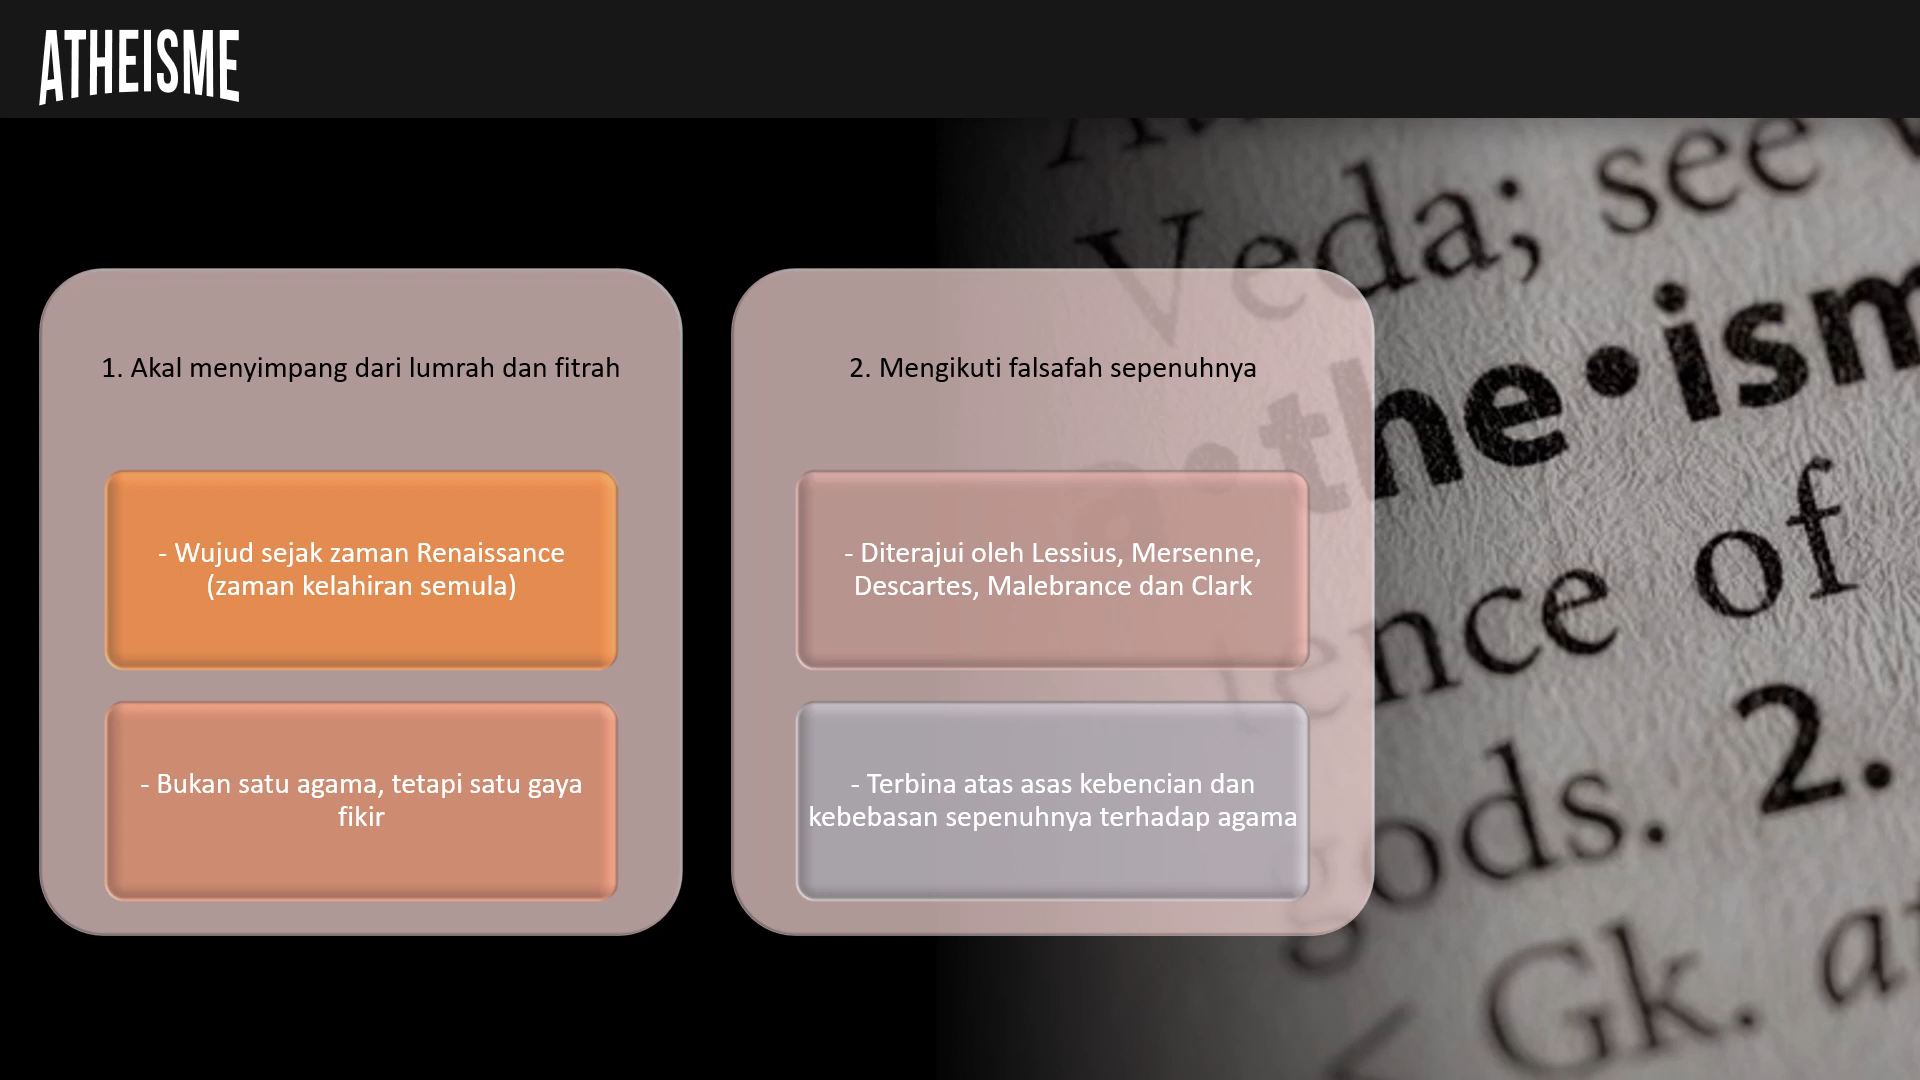 ATHEISME
1. Akal menyimpang dari lumrah dan fitrah
- Wujud sejak zaman Renaissance
(zaman kelahiran semula)
- Bukan satu agama, tetapi satu gaya
fikir
2. Mengikuti falsafah sepenuhnya
- Diterajui oleh Lessius, Mersenne,
Descartes, Malebrance dan Clark
- Terbina atas asas kebencian dan
kebebasan sepenuhnya terhadap agama
Veda; see
a•the•ism
ence of
gods. 2.
< Gk.